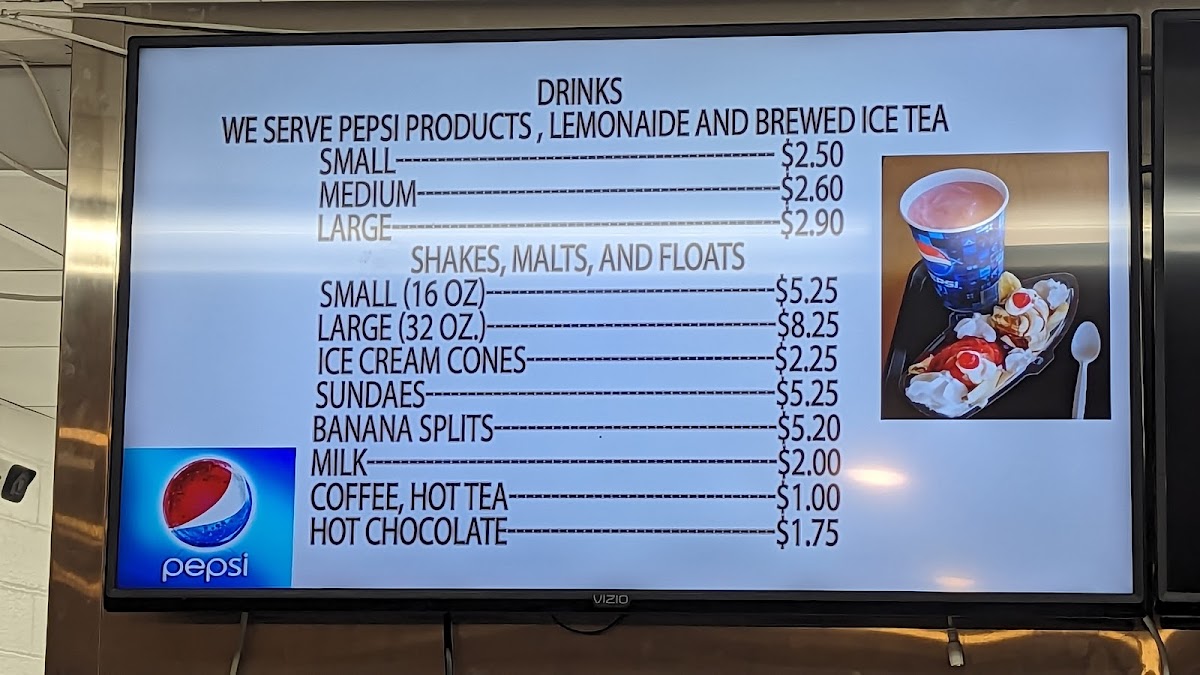 DRINKS
WE SERVE PEPSI PRODUCTS , LEMONAIDE AND BREWED ICE TEA
SMALL---------------------------------------- $2.50
MEDIUM----------------------------------------$2.60
LARGE----------------------------------------$2.90
SHAKES, MALTS, AND FLOATS
SMALL (16 OZ)----------------------------------------$5.25
LARGE (32 OZ.)----------------------------------------$8.25
ICE CREAM CONES----------------------------------------$2.25
SUNDAES----------------------------------------$5.25
BANANA SPLITS----------------------------------------$5.20
MILK----------------------------------------$2.00
COFFEE, HOT TEA----------------------------------------$1.00
HOT CHOCOLATE----------------------------------------$1.75
PEPSI
pepsi
VIZIO